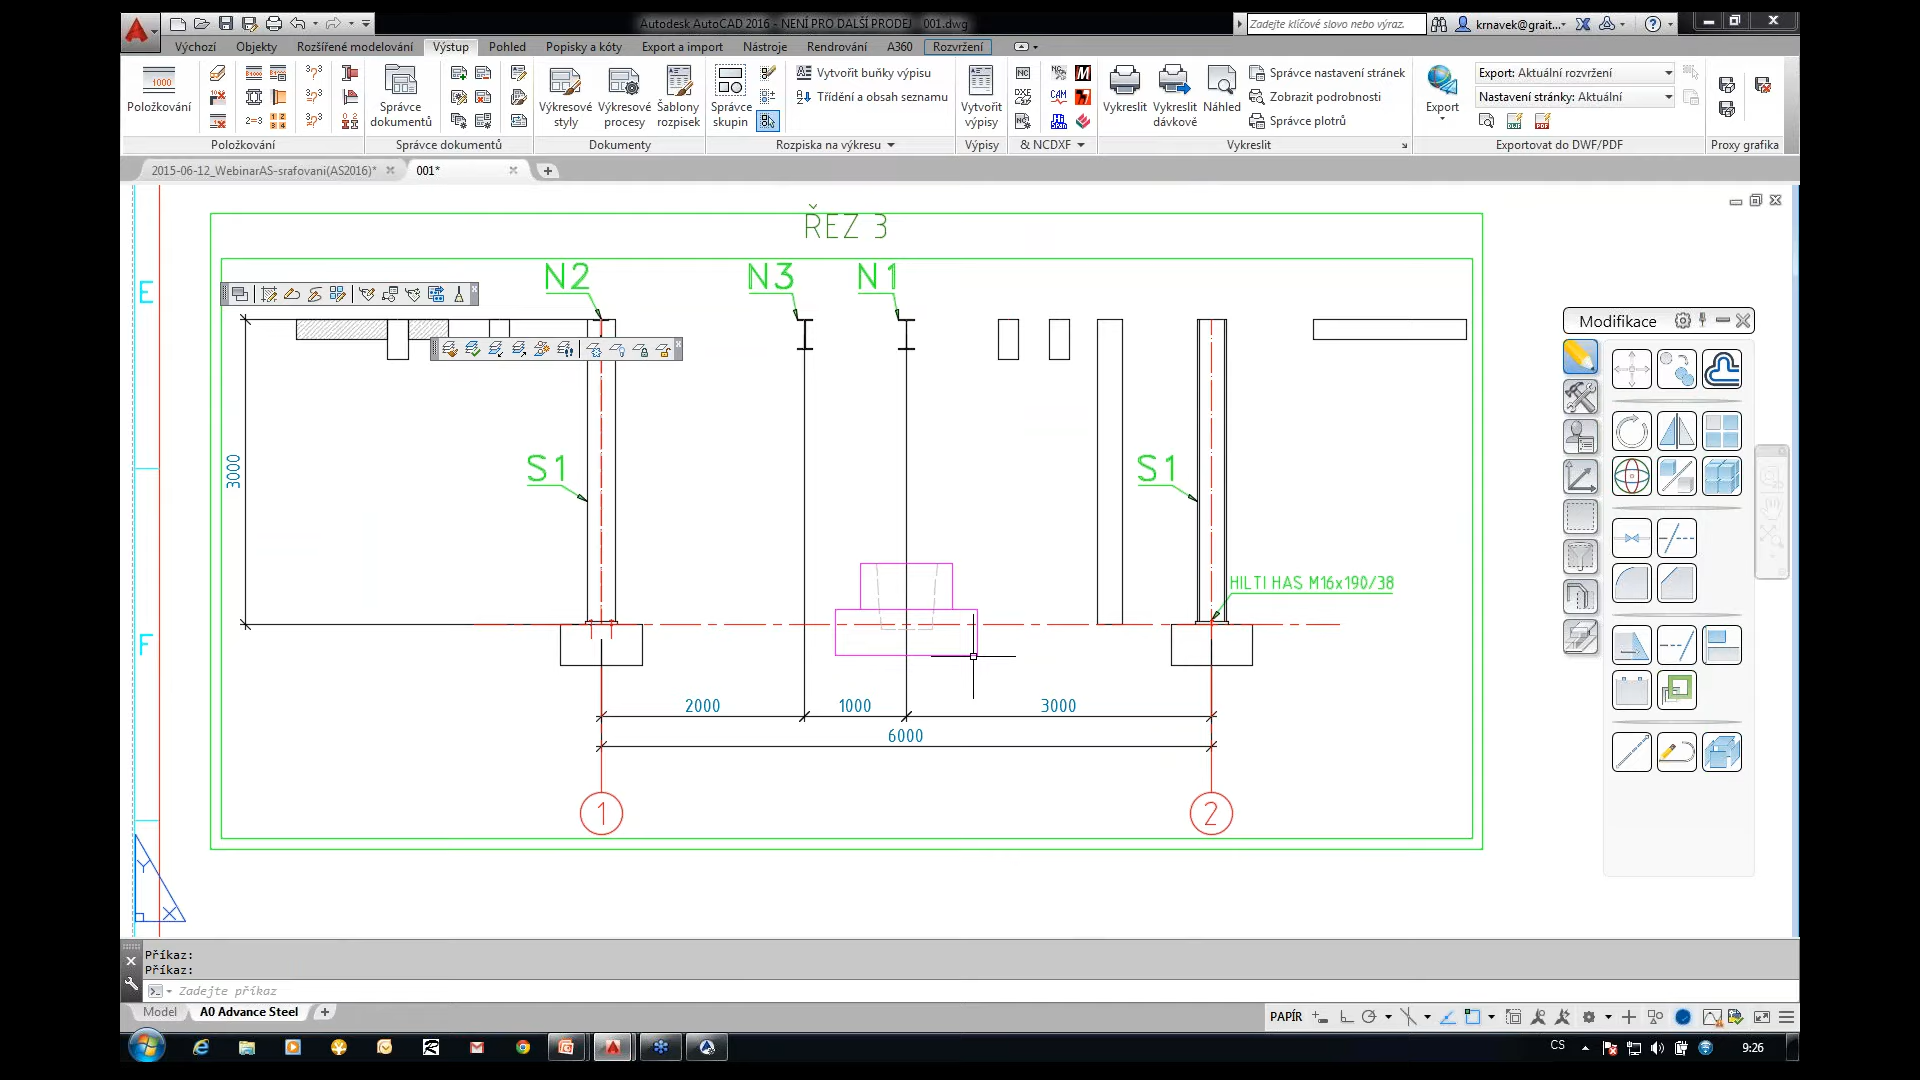 Autodesk AutoCAD 2016 - NENÍ PRO DALŠÍ PRODEJ 001.dwg
Zadejte klíčové slovo nebo výraz.
krnavek@grait...
Výchozí Objekty Rozšířené modelování Výstup Pohled Popisky a kóty Export a import Nástroje Rendrování A360 Rozvržení
Položkování
Správce dokumentů
Výkresové styly
Výkresové procesy
Šablony rozpisek
Správce skupin
Vytvořit buňky výpisu
Třídění a obsah seznamu
Vytvořit výpisy
NC
DXF
CAM
Vykreslit
Vykreslit dávkově
Náhled
Správce nastavení stránek
Zobrazit podrobnosti
Správce plotrů
Export
Export: Aktuální rozvržení
Nastavení stránky: Aktuální
Položkování Správce dokumentů Dokumenty Rozpiska na výkresu Výpisy & NCDXF Vykreslit Exportovat do DWF/PDF Proxy grafika
2015-06-12_WebinarAS-srafovani(AS2016)* 001*
ŘEZ 3
N2 N3 N1
E
Modifikace
3000
S1 S1
HILTI HAS M16x190/38
F
2000 1000 3000
6000
1 2
Y
X
Příkaz:
Příkaz:
Zadejte příkaz
Model A0 Advance Steel
PAPÍR
CS
9:26